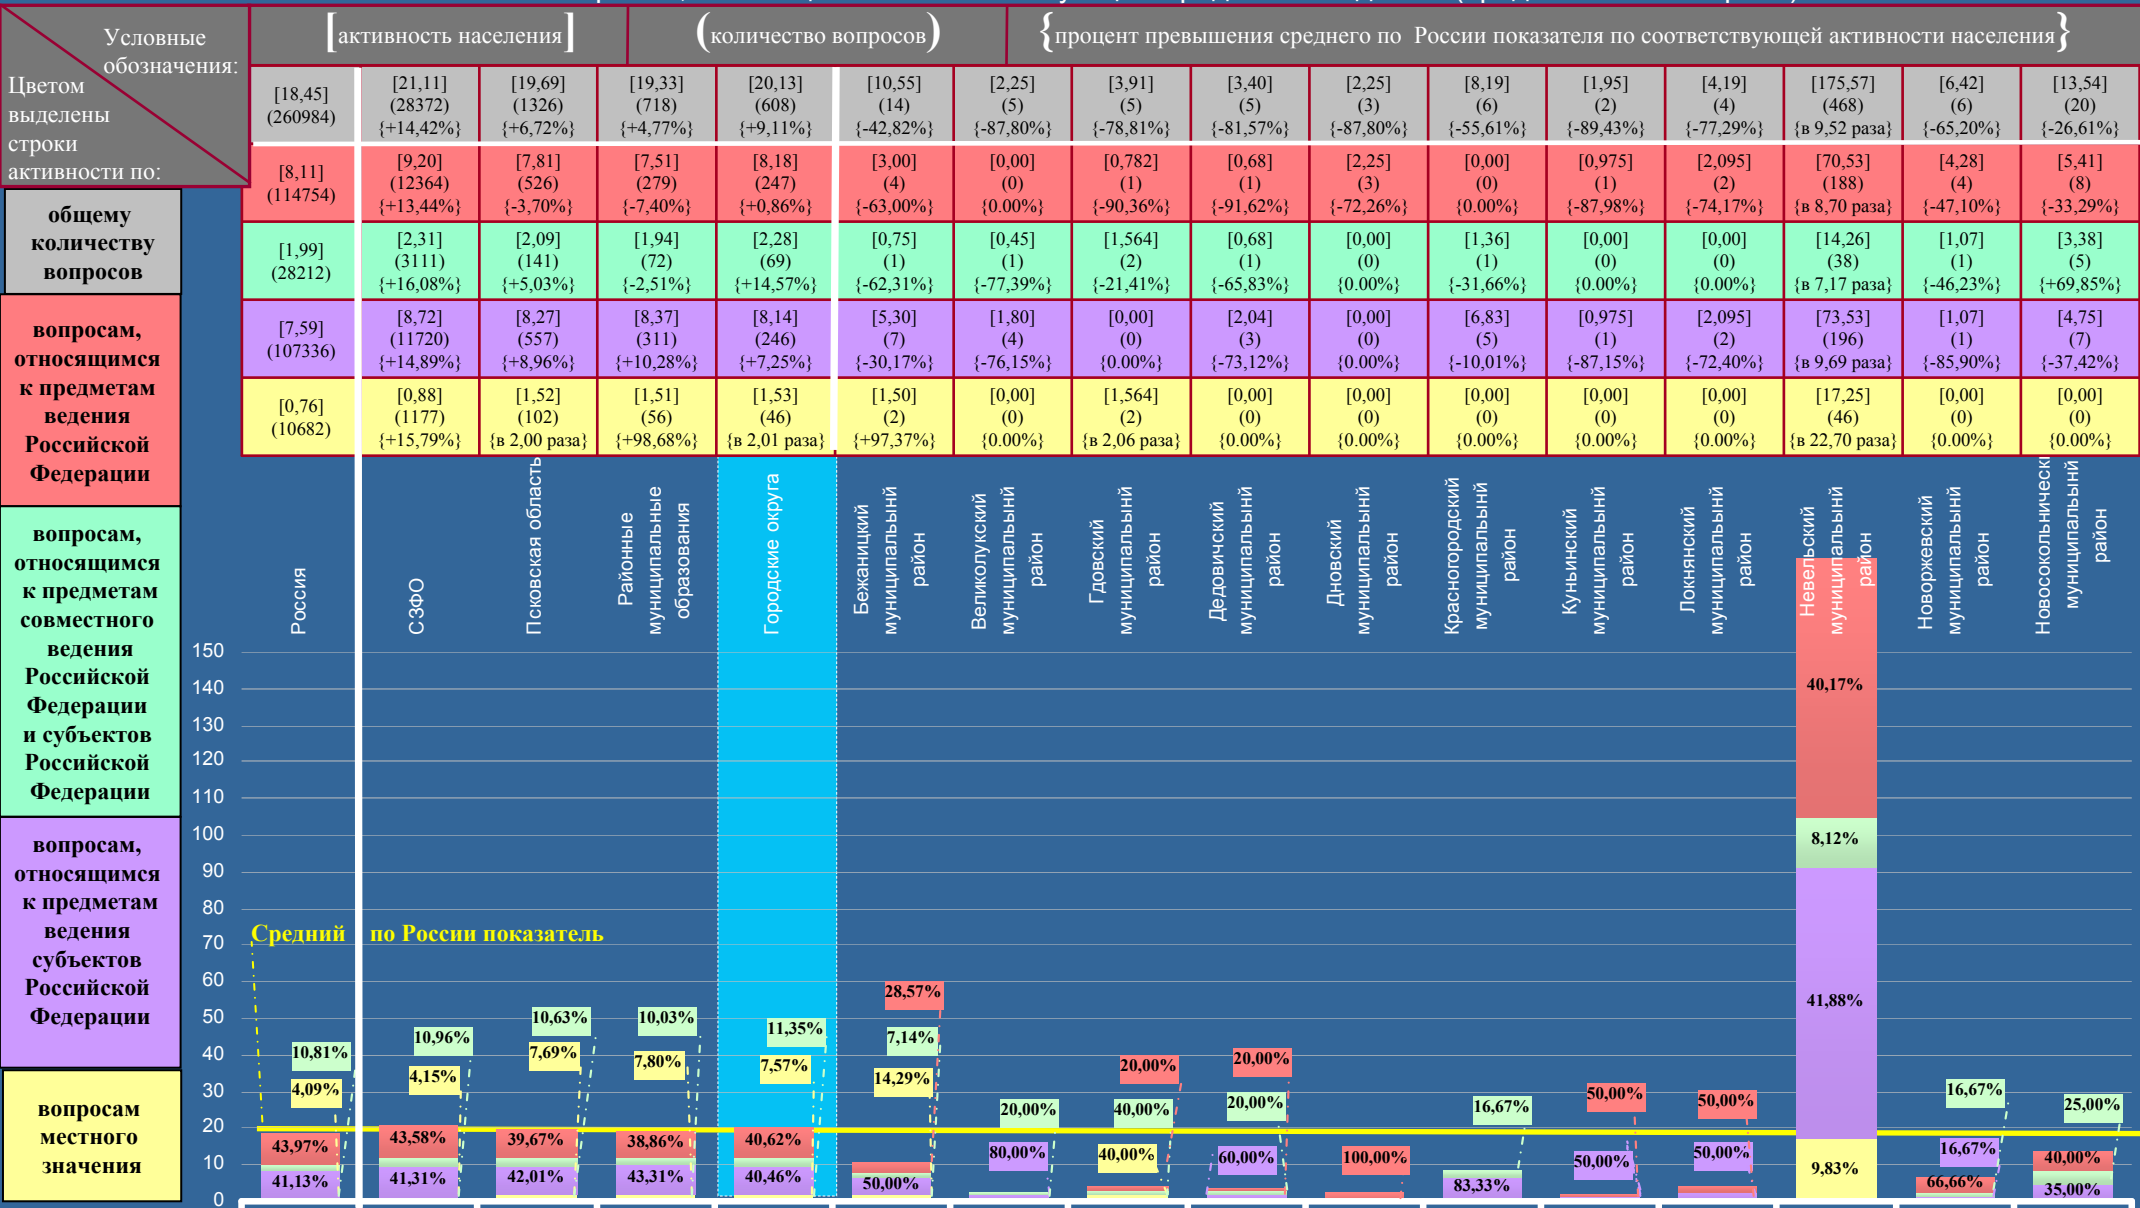 Условные
обозначения:
Цветом
выделены
строки
активности по:
[активность населения]
(количество вопросов)
{процент превышения среднего по России показателя по соответствующей активности населения}
[18,45] [21,11] [19,69] [19,33] [20,13] [10,55] [2,25] [3,91] [3,40] [2,25] [8,19] [1,95] [4,19] [175,57] [6,42] [13,54]
(260984) (28372) (1326) (718) (608) (14) (5) (5) (5) (3) (6) (2) (4) (468) (6) (20)
{+14,42%} {+6,72%} {+4,77%} {+9,11%} {-42,82%} {-87,80%} {-78,81%} {-81,57%} {-87,80%} {-55,61%} {-89,43%} {-77,29%} {в 9,52 раза} {-65,20%} {-26,61%}
[8,11] [9,20] [7,81] [7,51] [8,18] [3,00] [0,00] [0,782] [0,68] [2,25] [0,00] [0,975] [2,095] [70,53] [4,28] [5,41]
(114754) (12364) (526) (279) (247) (4) (0) (1) (1) (3) (0) (1) (2) (188) (4) (8)
{+13,44%} {-3,70%} {-7,40%} {+0,86%} {-63,00%} {0.00%} {-90,36%} {-91,62%} {-72,26%} {0.00%} {-87,98%} {-74,17%} {в 8,70 раза} {-47,10%} {-33,29%}
[1,99] [2,31] [2,09] [1,94] [2,28] [0,75] [0,45] [1,564] [0,68] [0,00] [1,36] [0,00] [0,00] [14,26] [1,07] [3,38]
(28212) (3111) (141) (72) (69) (1) (1) (2) (1) (0) (1) (0) (0) (38) (1) (5)
{+16,08%} {+5,03%} {-2,51%} {+14,57%} {-62,31%} {-77,39%} {-21,41%} {-65,83%} {0.00%} {-31,66%} {0.00%} {0.00%} {в 7,17 раза} {-46,23%} {+69,85%}
[7,59] [8,72] [8,27] [8,37] [8,14] [5,30] [1,80] [0,00] [2,04] [0,00] [6,83] [0,975] [2,095] [73,53] [1,07] [4,75]
(107336) (11720) (557) (311) (246) (7) (4) (0) (3) (0) (5) (1) (2) (196) (1) (7)
{+14,89%} {+8,96%} {+10,28%} {+7,25%} {-30,17%} {-76,15%} {0.00%} {-73,12%} {0.00%} {-10,01%} {-87,15%} {-72,40%} {в 9,69 раза} {-85,90%} {-37,42%}
[0,76] [0,88] [1,52] [1,51] [1,53] [1,50] [0,00] [1,564] [0,00] [0,00] [0,00] [0,00] [0,00] [17,25] [0,00] [0,00]
(10682) (1177) (102) (56) (46) (2) (0) (2) (0) (0) (0) (0) (0) (46) (0) (0)
{+15,79%} {в 2,00 раза} {+98,68%} {в 2,01 раза} {+97,37%} {0.00%} {в 2,06 раза} {0.00%} {0.00%} {0.00%} {0.00%} {0.00%} {в 22,70 раза} {0.00%} {0.00%}
общему
количеству
вопросов
вопросам,
относящимся
к предметам
ведения
Российской
Федерации
вопросам,
относящимся
к предметам
совместного
ведения
Российской
Федерации
и субъектов
Российской
Федерации
вопросам,
относящимся
к предметам
ведения
субъектов
Российской
Федерации
вопросам
местного
значения
Россия
СЗФО
Псковская область
Районные
муниципальные
образования
Городские округа
Бежаницкий
муниципальынй
район
Великолукский
муниципальынй
район
Гдовский
муниципальынй
район
Дедовичский
муниципальынй
район
Дновский
муниципальынй
район
Красногородский
муниципальынй
район
Куньинский
муниципальынй
район
Локнянский
муниципальынй
район
Невельский
муниципальынй
район
Новоржевский
муниципальынй
район
муниципальынй
район
150
140
130
120
110
100
90
80
70
60
50
40
30
20
10
0
Средний по России показатель
10,81%
4,09%
43,97%
41,13%
10,96%
4,15%
43,58%
41,31%
10,63%
7,69%
39,67%
42,01%
10,03%
7,80%
38,86%
43,31%
11,35%
7,57%
40,62%
40,46%
28,57%
7,14%
14,29%
50,00%
20,00%
80,00%
20,00%
40,00%
40,00%
20,00%
20,00%
60,00%
100,00%
16,67%
83,33%
50,00%
50,00%
50,00%
50,00%
40,17%
8,12%
41,88%
9,83%
16,67%
16,67%
66,66%
25,00%
40,00%
35,00%